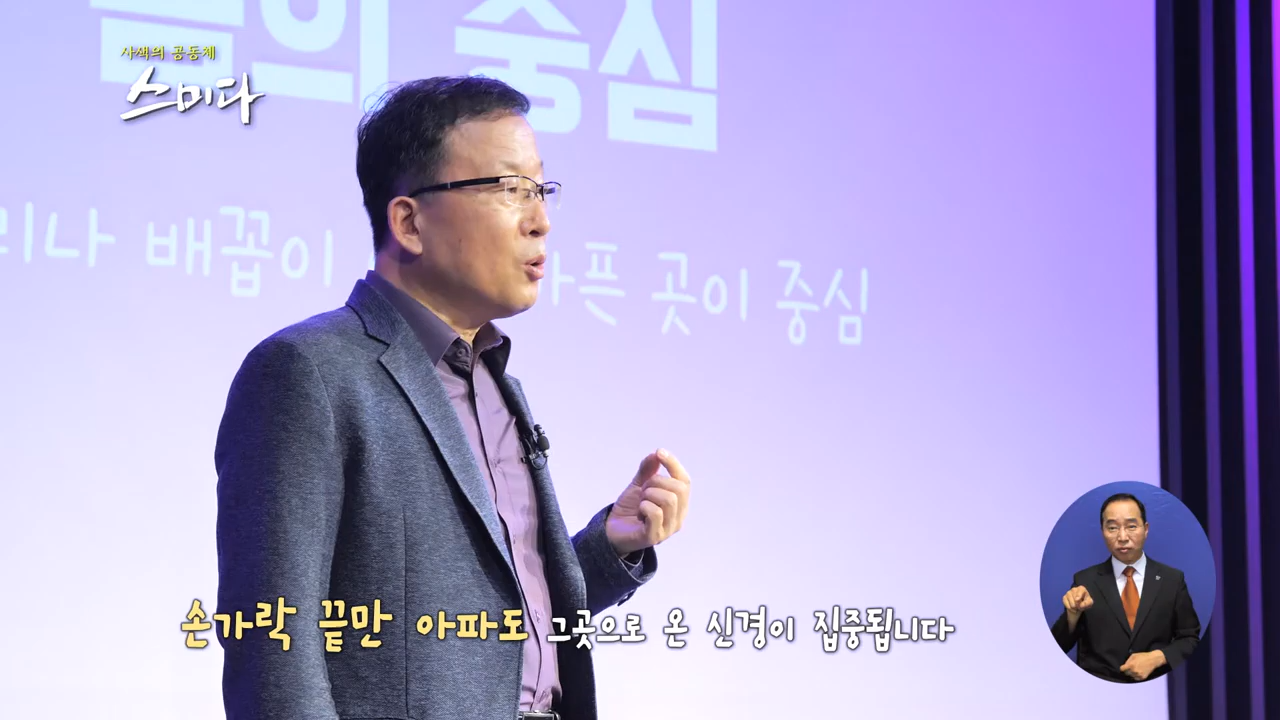 사색의 공동체
스미다
몸의 중심
배꼽이 아픈 곳이 중심
손가락 끝만 아파도 그곳으로 온 신경이 집중됩니다